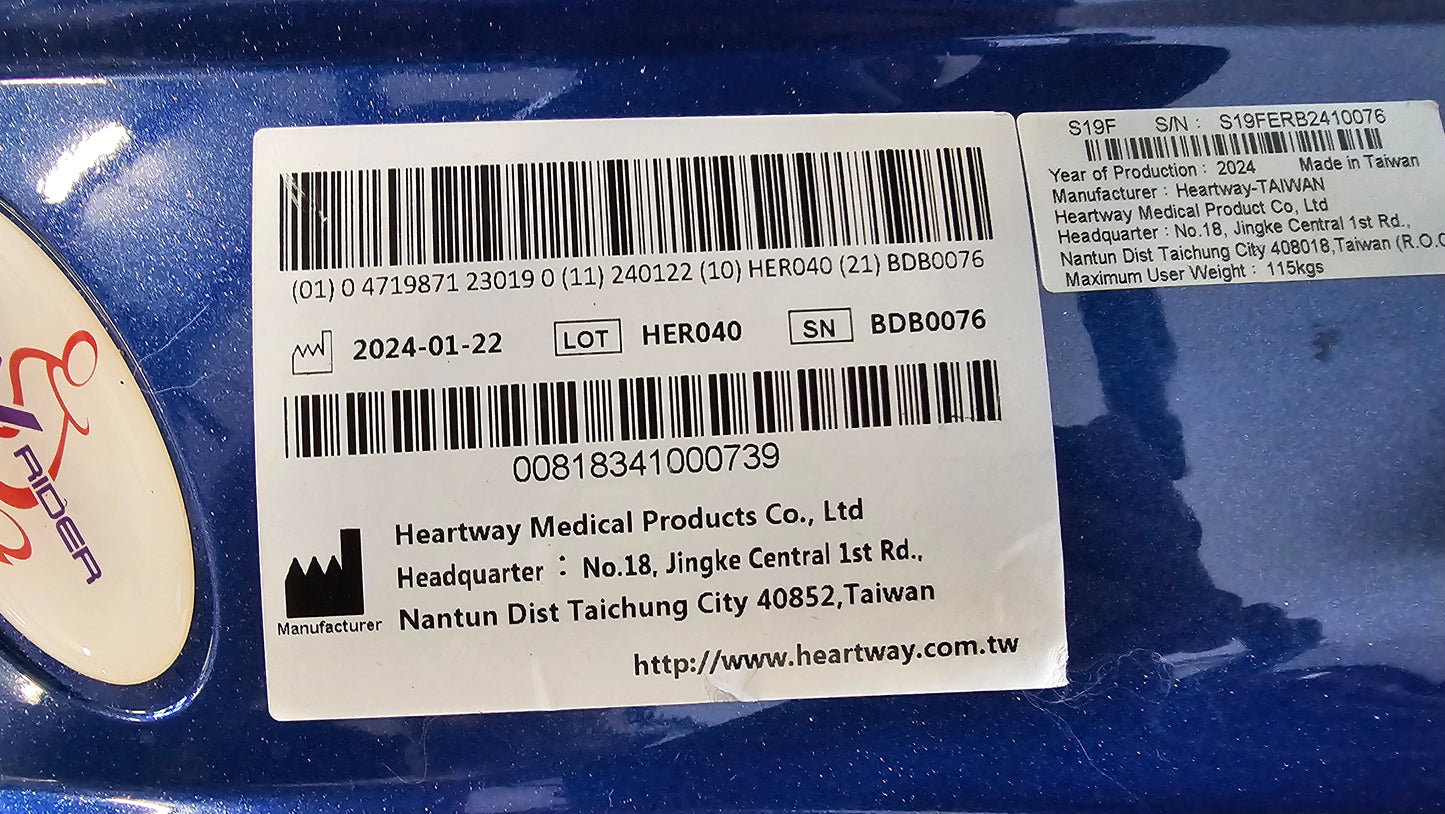 RIDER
(01) 0 4719871 23019 0 (11) 240122 (10) HER040 (21) BDB0076
2024-01-22 LOT HER040 SN BDB0076
00818341000739
Manufacturer
Heartway Medical Products Co., Ltd
Headquarter：No.18, Jingke Central 1st Rd.,
Nantun Dist Taichung City 40852,Taiwan
http://www.heartway.com.tw
S19F S/N： S19FERB2410076
Year of Production：2024 Made in Taiwan
Manufacturer：Heartway-TAIWAN
Heartway Medical Product Co, Ltd
Headquarter：No.18, Jingke Central 1st Rd.,
Nantun Dist Taichung City 408018,Taiwan (R.O.C
Maximum User Weight：115kgs